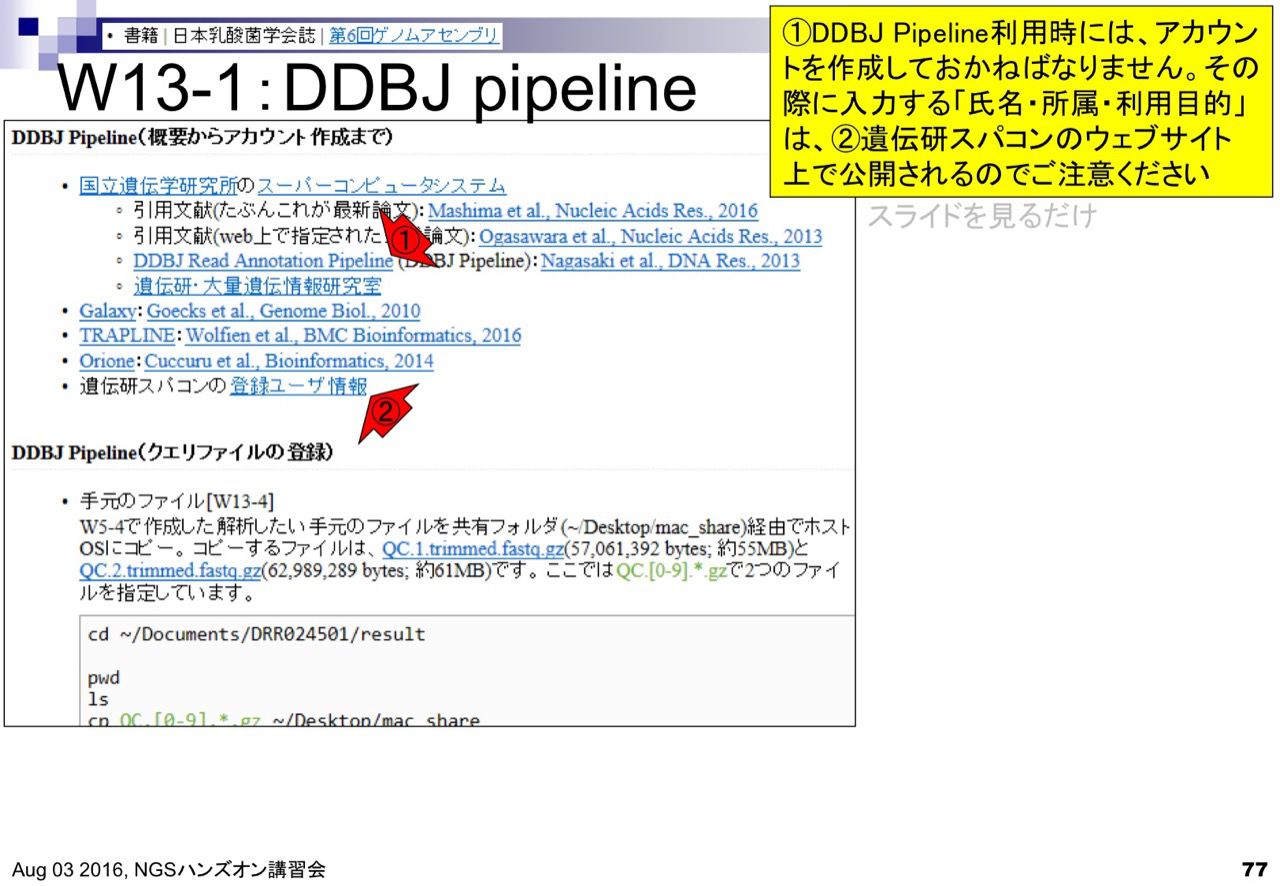 ・ 書籍 | 日本乳酸菌学会誌 | 第6回ゲノムアセンブリ
W13-1：DDBJ pipeline
①DDBJ Pipeline利用時には、アカウン
トを作成しておかねばなりません。その
際に入力する「氏名・所属・利用目的」
は、②遺伝研スパコンのウェブサイト
上で公開されるのでご注意ください
スライドを見るだけ
DDBJ Pipeline(概要からアカウント作成まで)
• 国立遺伝学研究所のスーパーコンピュータシステム
◦ 引用文献(たぶんこれが最新論文)：Mashima et al., Nucleic Acids Res., 2016
◦ 引用文献(web上で指定された 論文)：Ogasawara et al., Nucleic Acids Res., 2013
①
◦ DDBJ Read Annotation Pipeline (DDBJ Pipeline)：Nagasaki et al., DNA Res., 2013
◦ 遺伝研・大量遺伝情報研究室
• Galaxy：Goecks et al., Genome Biol., 2010
• TRAPLINE：Wolfien et al., BMC Bioinformatics, 2016
• Orione：Cuccuru et al., Bioinformatics, 2014
• 遺伝研スパコンの 登録ユーザ情報
②
DDBJ Pipeline(クエリファイルの登録)
• 手元のファイル[W13-4]
W5-4で作成した解析したい手元のファイルを共有フォルダ(~/Desktop/mac_share)経由でホスト
OSにコピー。コピーするファイルは、QC.1.trimmed.fastq.gz(57,061,392 bytes; 約55MB)と
QC.2.trimmed.fastq.gz(62,989,289 bytes; 約61MB)です。ここではQC.[0-9].*.gzで2つのファイ
ルを指定しています。
cd ~/Documents/DRR024501/result
pwd
ls
cp QC.[0-9].*.gz ~/Desktop/mac_share
Aug 03 2016, NGSハンズオン講習会
77